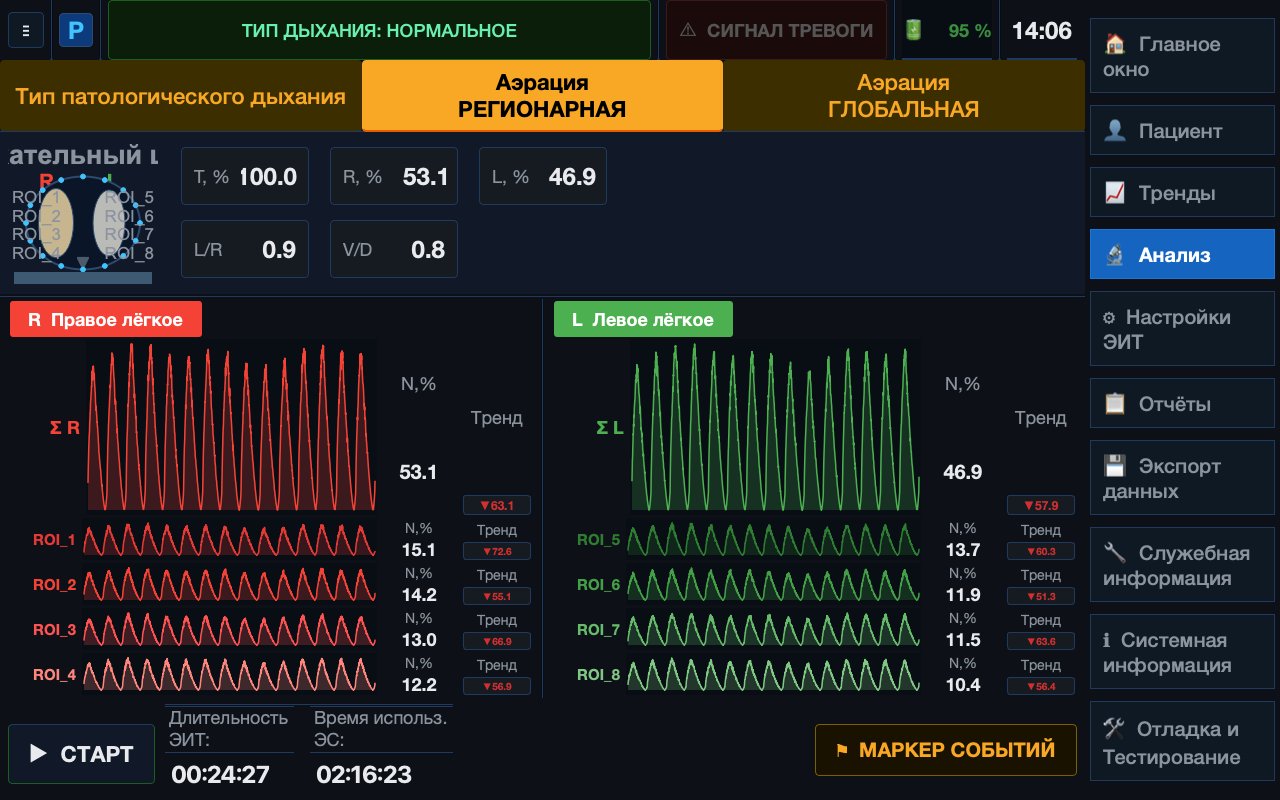 P
ТИП ДЫХАНИЯ: НОРМАЛЬНОЕ
⚠ СИГНАЛ ТРЕВОГИ
95 %
14:06
Тип патологического дыхания
Аэрация
РЕГИОНАРНАЯ
Аэрация
ГЛОБАЛЬНАЯ
R
ROI_1
ROI_5
ROI_2
ROI_6
ROI_3
ROI_7
ROI_4
ROI_8
T, % 100.0
R, % 53.1
L, % 46.9
L/R 0.9
V/D 0.8
R Правое лёгкое
N,%
Тренд
Σ R
53.1
▼63.1
ROI_1
N,%
15.1
Тренд
▼72.6
ROI_2
N,%
14.2
Тренд
▼55.1
ROI_3
N,%
13.0
Тренд
▼66.9
ROI_4
N,%
12.2
Тренд
▼56.9
L Левое лёгкое
N,%
Тренд
Σ L
46.9
▼57.9
ROI_5
N,%
13.7
Тренд
▼60.3
ROI_6
N,%
11.9
Тренд
▼51.3
ROI_7
N,%
11.5
Тренд
▼63.6
ROI_8
N,%
10.4
Тренд
▼56.4
▶ СТАРТ
Длительность
ЭИТ:
00:24:27
Время использ.
ЭС:
02:16:23
⚑ МАРКЕР СОБЫТИЙ
Главное
окно
Пациент
Тренды
Анализ
Настройки
ЭИТ
Отчёты
Экспорт
данных
Служебная
информация
Системная
информация
Отладка и
Тестирование